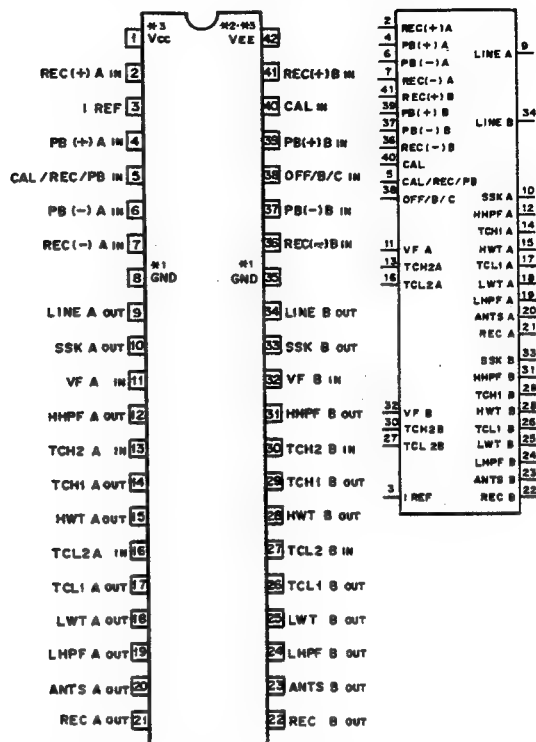 *3 *2·*3
1 Vcc VEE 42
REC(+) A IN 2 41 REC(+)B IN
I REF 3 40 CAL IN
PB (+) A IN 4 39 PB(+)B IN
CAL/REC/PB IN 5 38 OFF/B/C IN
PB (-) A IN 6 37 PB(-)B IN
REC(-) A IN 7 36 REC(-)B IN
*1 *1
8 GND GND 35
LINE A OUT 9 34 LINE B OUT
SSK A OUT 10 33 SSK B OUT
VF A IN 11 32 VF B IN
HHPF A OUT 12 31 HHPF B OUT
TCH2 A IN 13 30 TCH2 B IN
TCH1 A OUT 14 29 TCH1 B OUT
HWT A OUT 15 28 HWT B OUT
TCL2 A IN 16 27 TCL2 B IN
TCL1 A OUT 17 26 TCL1 B OUT
LWT A OUT 18 25 LWT B OUT
LHPF A OUT 19 24 LHPF B OUT
ANTS A OUT 20 23 ANTS B OUT
REC A OUT 21 22 REC B OUT
2 REC(+)A
4 PB(+) A
6 PB(-)A
7 REC(-) A
41 REC(+) B
39 PB(+) B
37 PB(-) B
36 REC(-) B
40 CAL
5 CAL/REC/PB
38 OFF/B/C
11 VF A
13 TCH2A
16 TCL2 A
32 VF B
30 TCH2B
27 TCL 2B
3 I REF
LINE A 9
LINE B 34
SSK A 10
HHPF A 12
TCH1 A 14
HWT A 15
TCL1 A 17
LWT A 18
LHPF A 19
ANTS A 20
REC A 21
SSK B 33
HHPF B 31
TCH1 B 29
HWT B 28
TCL1 B 26
LWT B 25
LHPF B 24
ANTS B 23
REC B 22